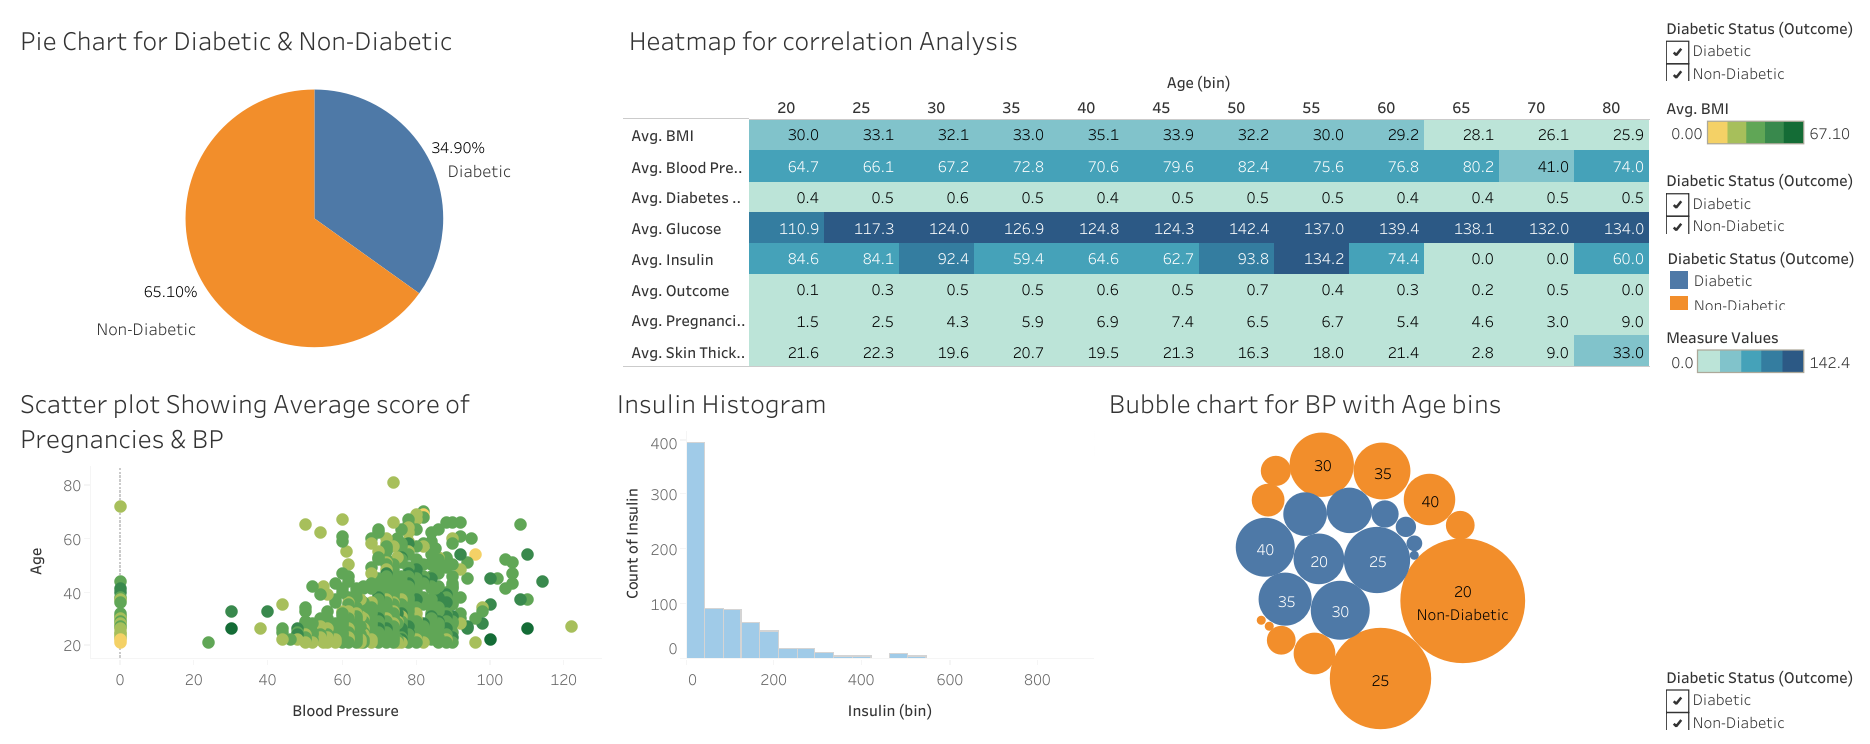 Pie Chart for Diabetic & Non-Diabetic
34.90%
Diabetic
65.10%
Non-Diabetic
Heatmap for correlation Analysis
Age (bin)
20 25 30 35 40 45 50 55 60 65 70 80
Avg. BMI 30.0 33.1 32.1 33.0 35.1 33.9 32.2 30.0 29.2 28.1 26.1 25.9
Avg. Blood Pre.. 64.7 66.1 67.2 72.8 70.6 79.6 82.4 75.6 76.8 80.2 41.0 74.0
Avg. Diabetes .. 0.4 0.5 0.6 0.5 0.4 0.5 0.5 0.5 0.4 0.4 0.5 0.5
Avg. Glucose 110.9 117.3 124.0 126.9 124.8 124.3 142.4 137.0 139.4 138.1 132.0 134.0
Avg. Insulin 84.6 84.1 92.4 59.4 64.6 62.7 93.8 134.2 74.4 0.0 0.0 60.0
Avg. Outcome 0.1 0.3 0.5 0.5 0.6 0.5 0.7 0.4 0.3 0.2 0.5 0.0
Avg. Pregnanci.. 1.5 2.5 4.3 5.9 6.9 7.4 6.5 6.7 5.4 4.6 3.0 9.0
Avg. Skin Thick.. 21.6 22.3 19.6 20.7 19.5 21.3 16.3 18.0 21.4 2.8 9.0 33.0
Diabetic Status (Outcome)
Diabetic
Non-Diabetic
Avg. BMI
0.00 67.10
Diabetic Status (Outcome)
Diabetic
Non-Diabetic
Diabetic Status (Outcome)
Diabetic
Non-Diabetic
Measure Values
0.0 142.4
Scatter plot Showing Average score of
Pregnancies & BP
Age
80
60
40
20
0 20 40 60 80 100 120
Blood Pressure
Insulin Histogram
Count of Insulin
400
300
200
100
0
0 200 400 600 800
Insulin (bin)
Bubble chart for BP with Age bins
30
35
40
40
20
25
20
Non-Diabetic
35
30
25
Diabetic Status (Outcome)
Diabetic
Non-Diabetic